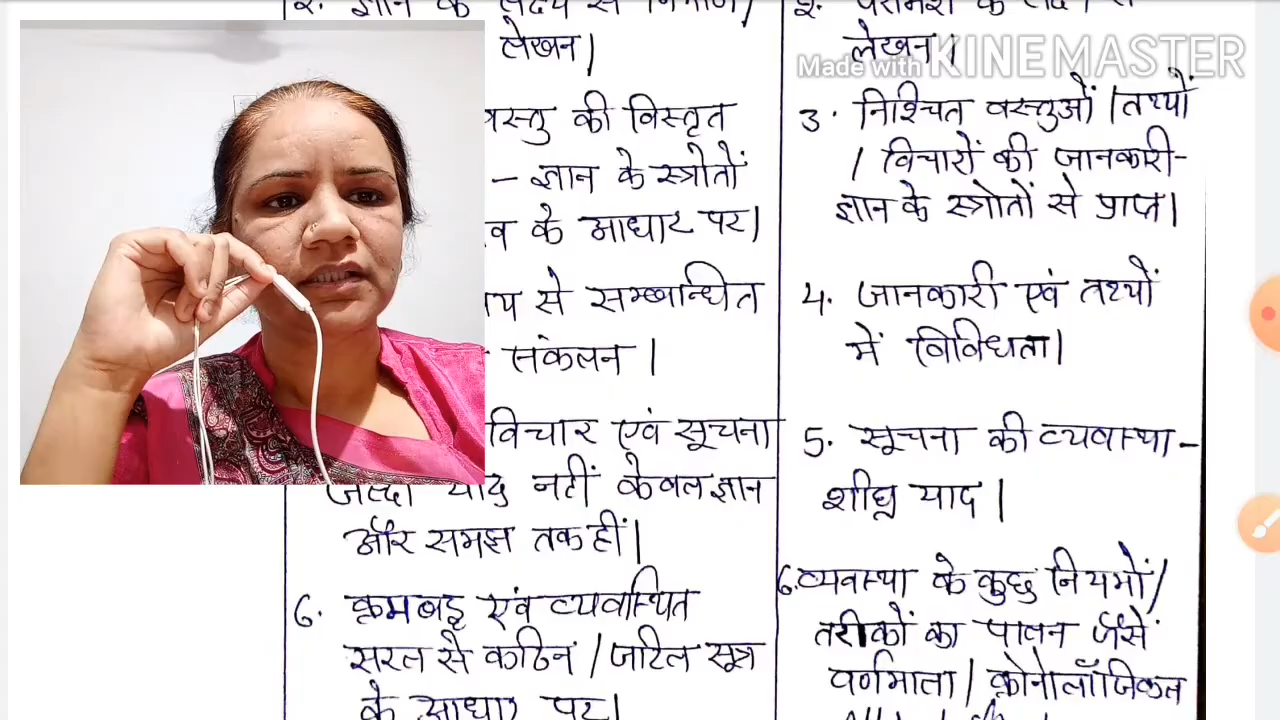 लेखन।
वस्तु की विस्तृत
– ज्ञान के स्त्रोतों
के आधार पर।
से सम्बन्धित
संकलन।
विचार एवं सूचना
जल्दी याद नहीं केवल ज्ञान
और समझ तक हीं।
6. क्रमबद्ध एवं व्यवस्थित
सरल से कठिन / जटिल सूत्र
के आधार पर।
लेखन।
Made with KINEMASTER
3. निश्चित वस्तुओं / तथ्यों
/ विचारों की जानकारी-
ज्ञान के स्त्रोतों से प्राप्त।
4. जानकारी एवं तथ्यों
में विविधता।
5. सूचना की व्यवास्था –
शीघ्र याद।
6. व्यवस्था के कुछ नियमों/
तरीकों का पालन जैसे
वर्णमाला / क्रोनोलॉजिकल